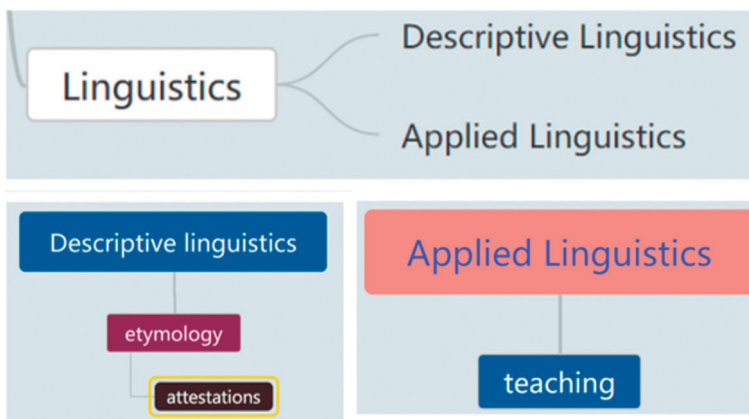 Linguistics
Descriptive Linguistics
Applied Linguistics
Descriptive linguistics
etymology
attestations
Applied Linguistics
teaching